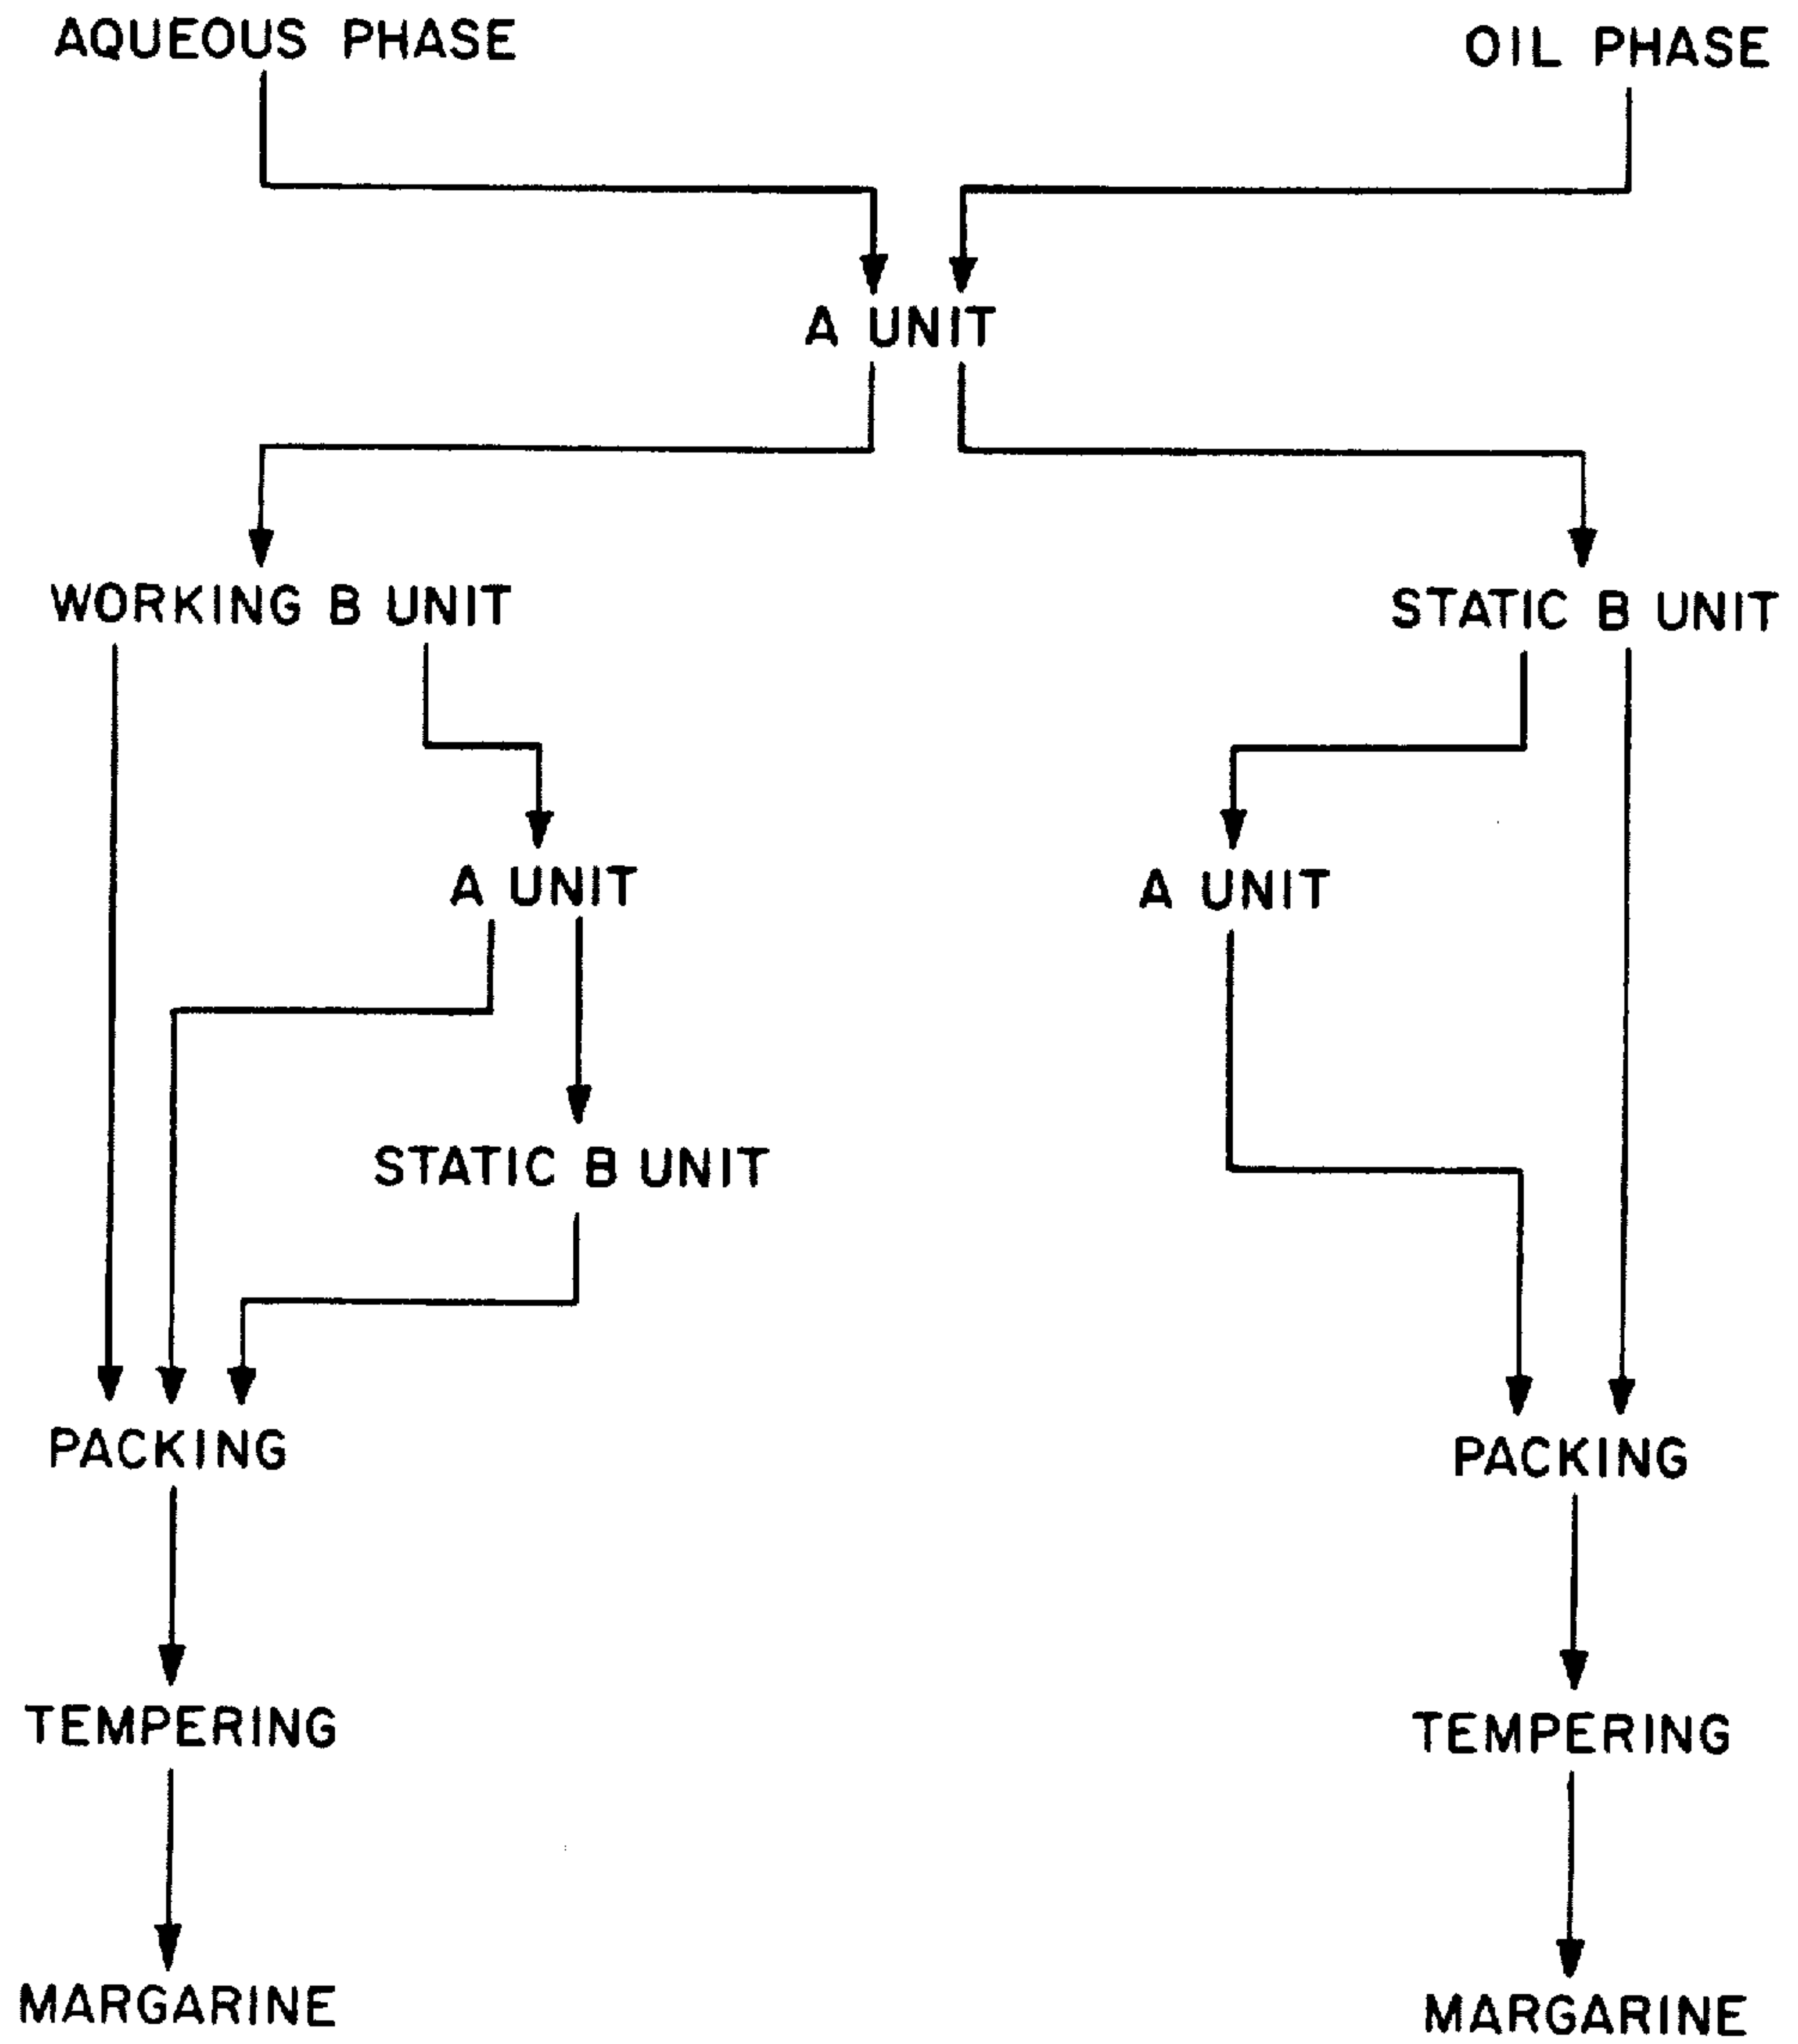 AQUEOUS PHASE
OIL PHASE
A UNIT
WORKING B UNIT
STATIC B UNIT
A UNIT
A UNIT
STATIC B UNIT
PACKING
PACKING
TEMPERING
TEMPERING
MARGARINE
MARGARINE